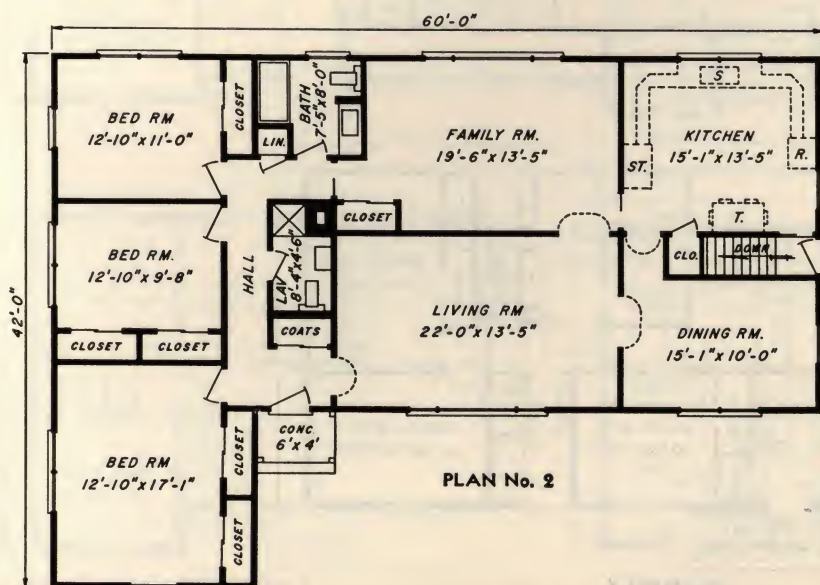 60'-0"
42'-0"
BED RM
12'-10" x 11'-0"
CLOSET
LIN.
BATH
7'-5" x 8'-0"
FAMILY RM.
19'-6" x 13'-5"
CLOSET
S
KITCHEN
15'-1" x 13'-5"
ST.
R.
T.
BED RM.
12'-10" x 9'-8"
CLOSET
CLOSET
HALL
LAV
8'-4" x 4'-6"
COATS
LIVING RM
22'-0" x 13'-5"
CLO.
DOWN
DINING RM.
15'-1" x 10'-0"
BED RM
12'-10" x 17'-1"
CLOSET
CLOSET
CONC.
6' x 4'
PLAN No. 2